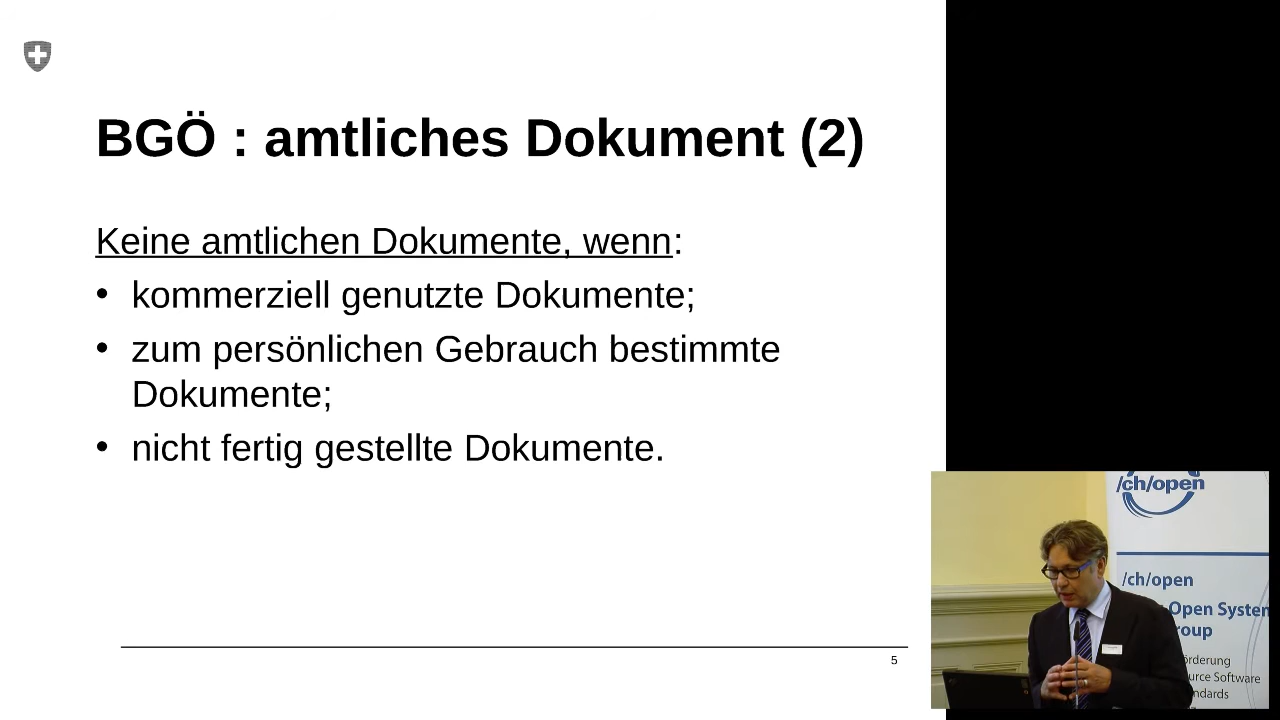 BGÖ : amtliches Dokument (2)
Keine amtlichen Dokumente, wenn:
• kommerziell genutzte Dokumente;
• zum persönlichen Gebrauch bestimmte
Dokumente;
• nicht fertig gestellte Dokumente.
5
/ch/open
/ch/open
Open System
roup
örderung
urce Software
ndards